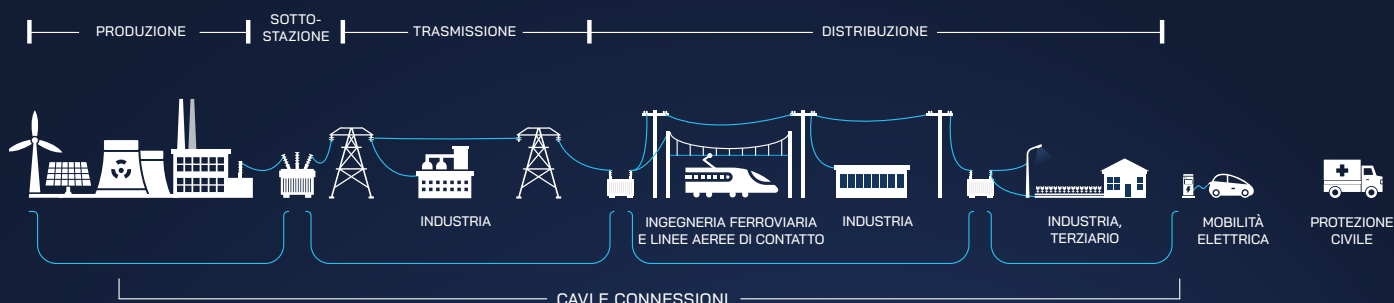 PRODUZIONE
SOTTO-
STAZIONE
TRASMISSIONE
DISTRIBUZIONE
INDUSTRIA
INGEGNERIA FERROVIARIA
E LINEE AEREE DI CONTATTO
INDUSTRIA
INDUSTRIA,
TERZIARIO
MOBILITÀ
ELETTRICA
PROTEZIONE
CIVILE
CAVI E CONNESSIONI